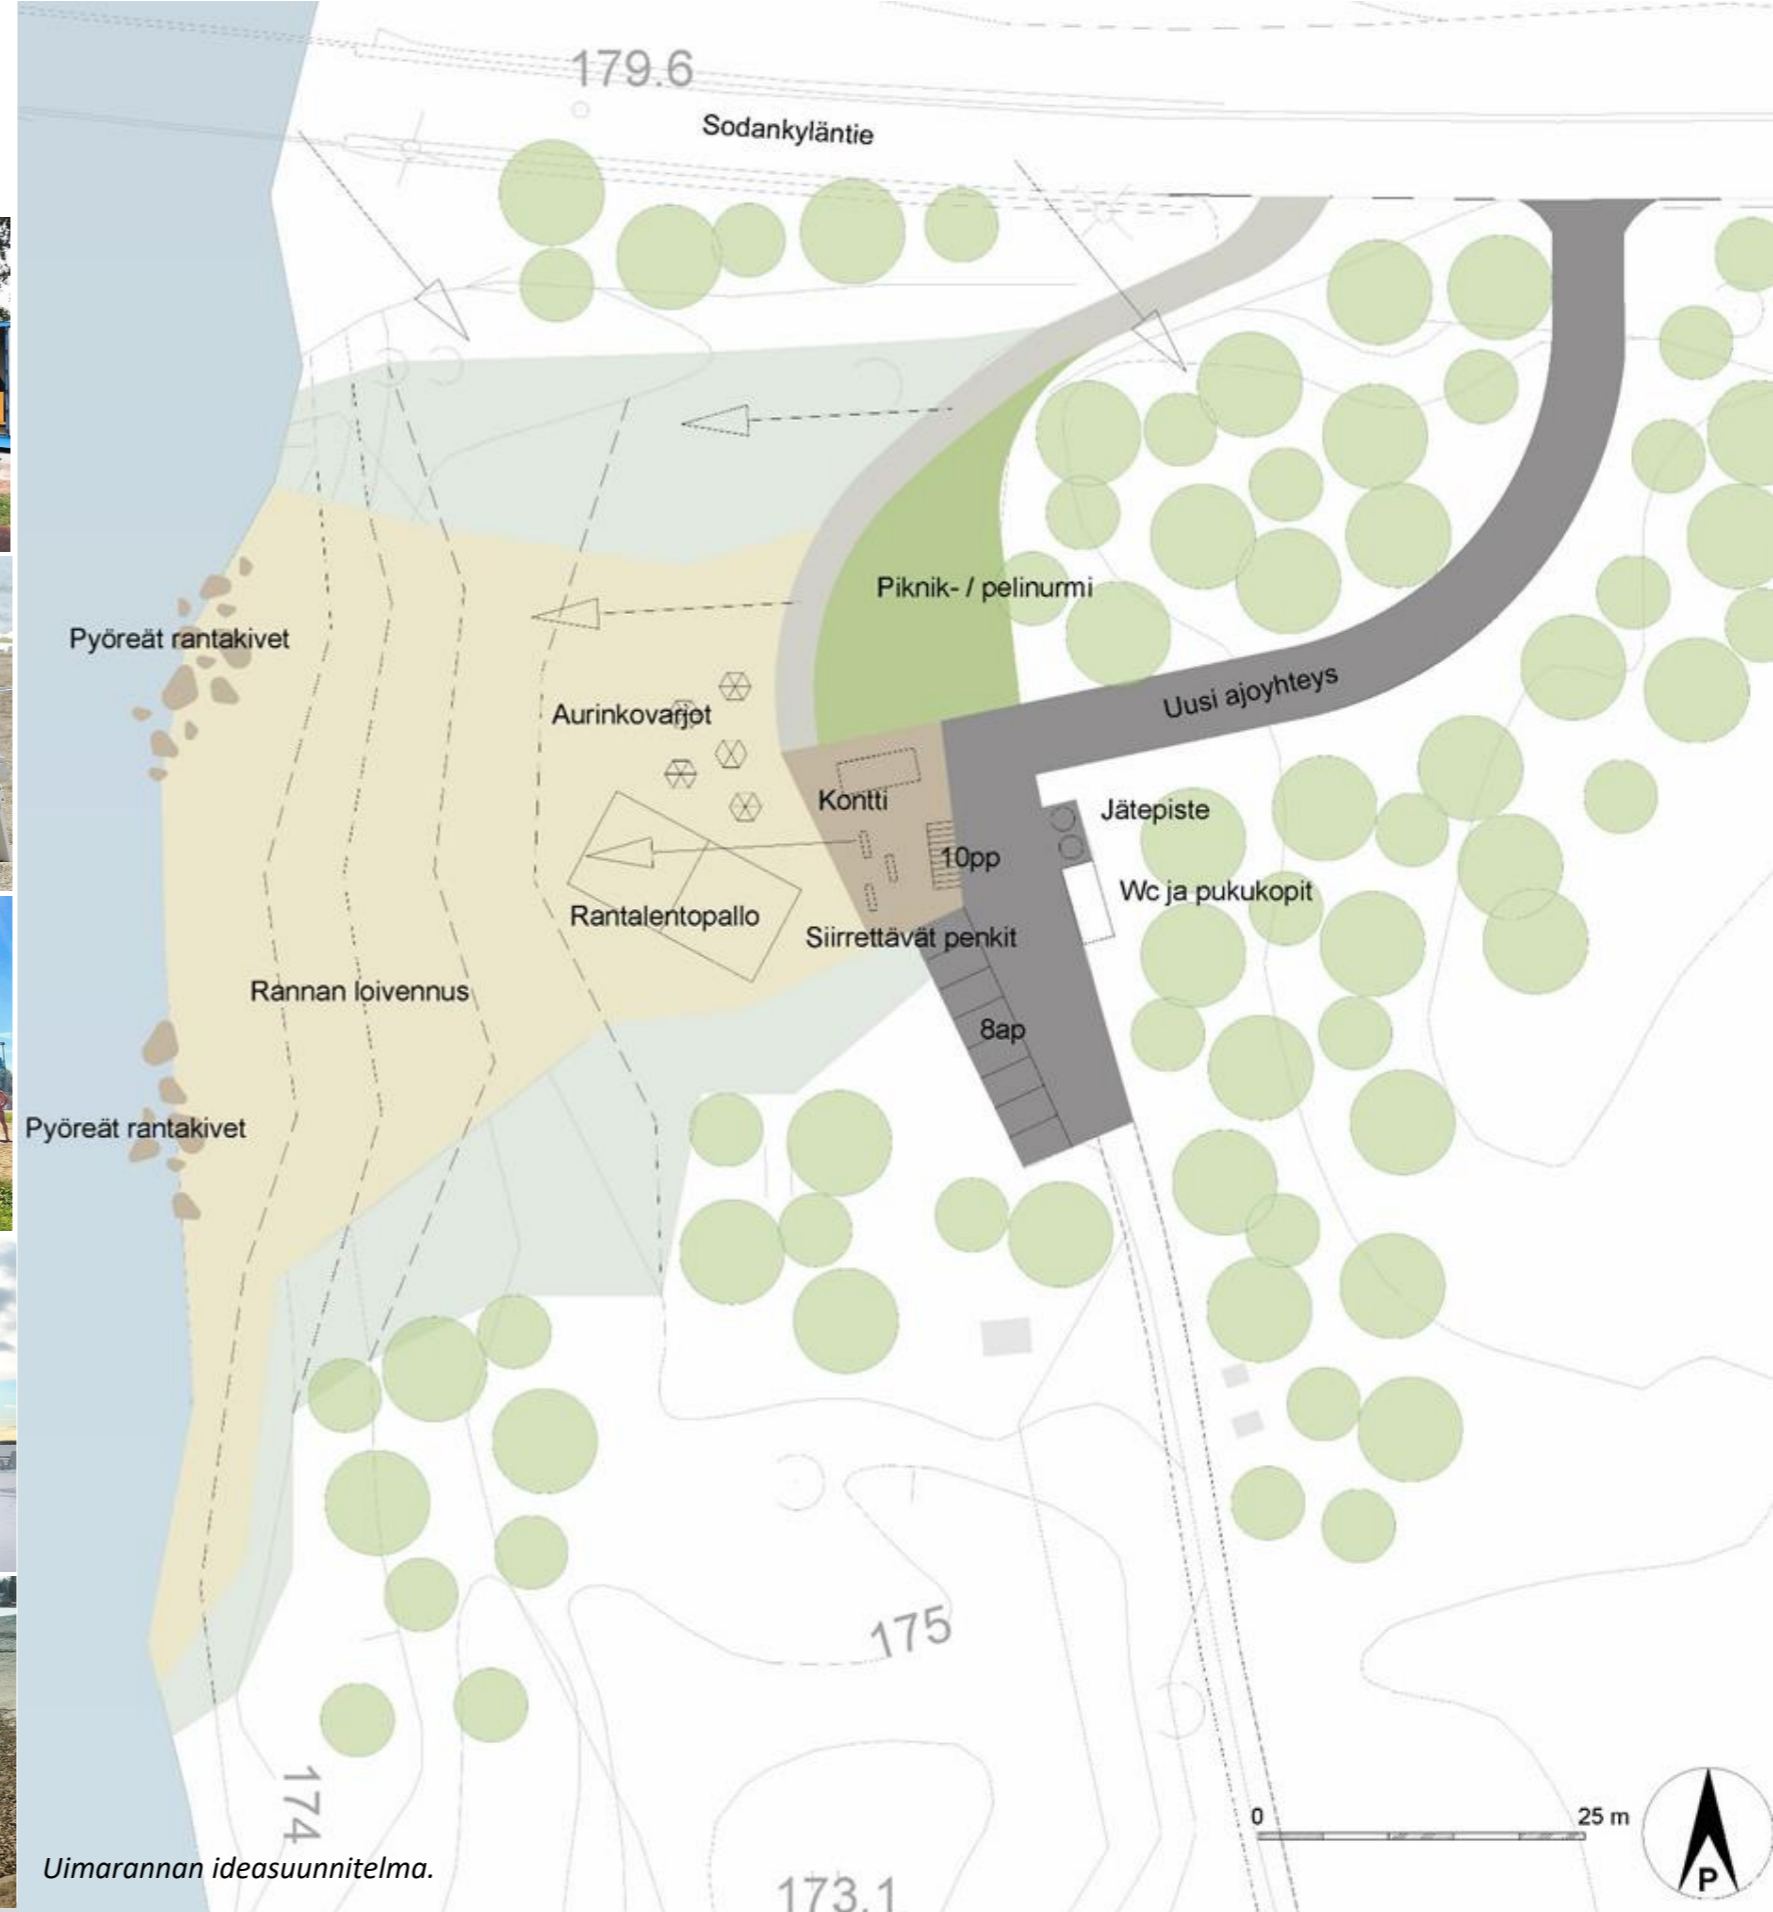 179.6
Sodankyläntie
Piknik- / pelinurmi
Pyöreät rantakivet
Uusi ajoyhteys
Aurinkovarjot
Kontti
Jätepiste
10pp
Wc ja pukukopit
Rantalentopallo
Siirrettävät penkit
Rannan loivennus
8ap
Pyöreät rantakivet
175
174
0 25 m
Uimarannan ideasuunnitelma.
P
173.1